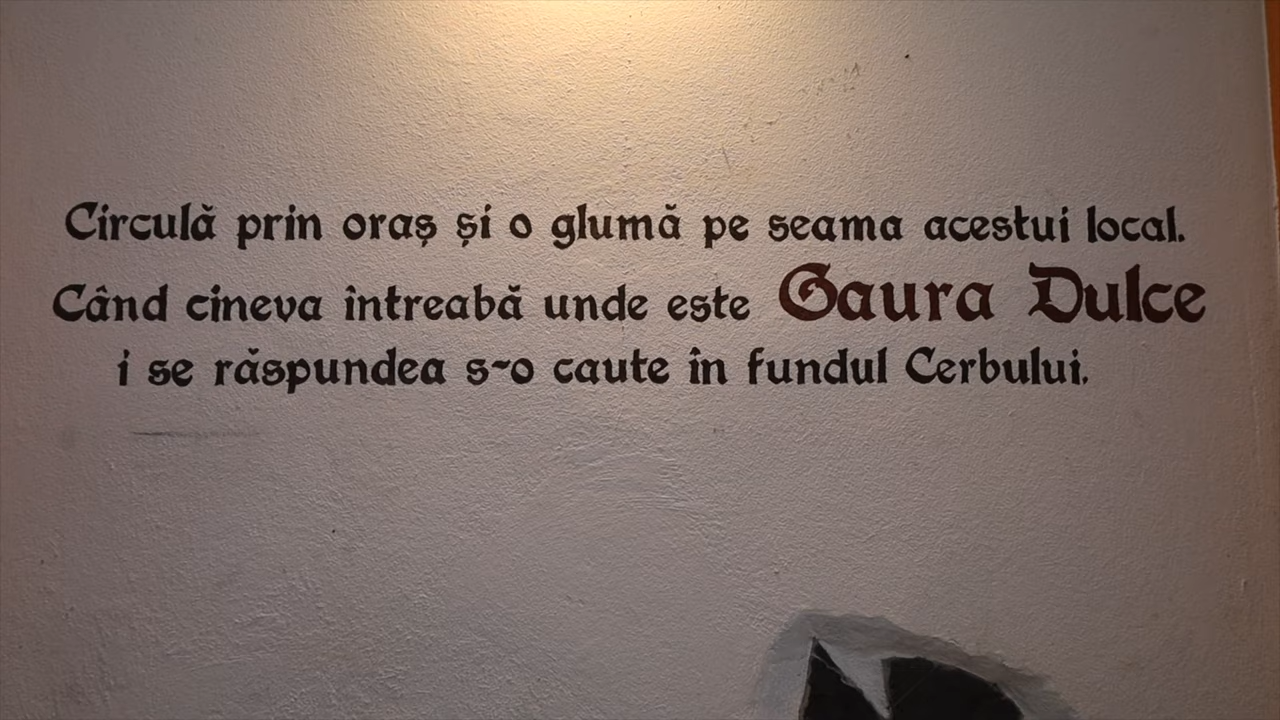 Circulă prin oraș și o glumă pe seama acestui local.
Când cineva întreabă unde este Gaura Dulce
i se răspundea s-o caute în fundul Cerbului.